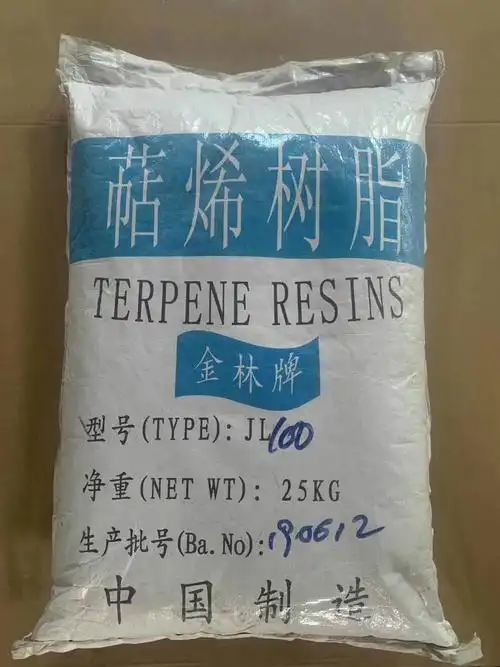 萜烯树脂
TERPENE RESINS
金林牌
型号(TYPE): JL100
净重(NET WT): 25KG
生产批号(Ba.No):190612
中国制造